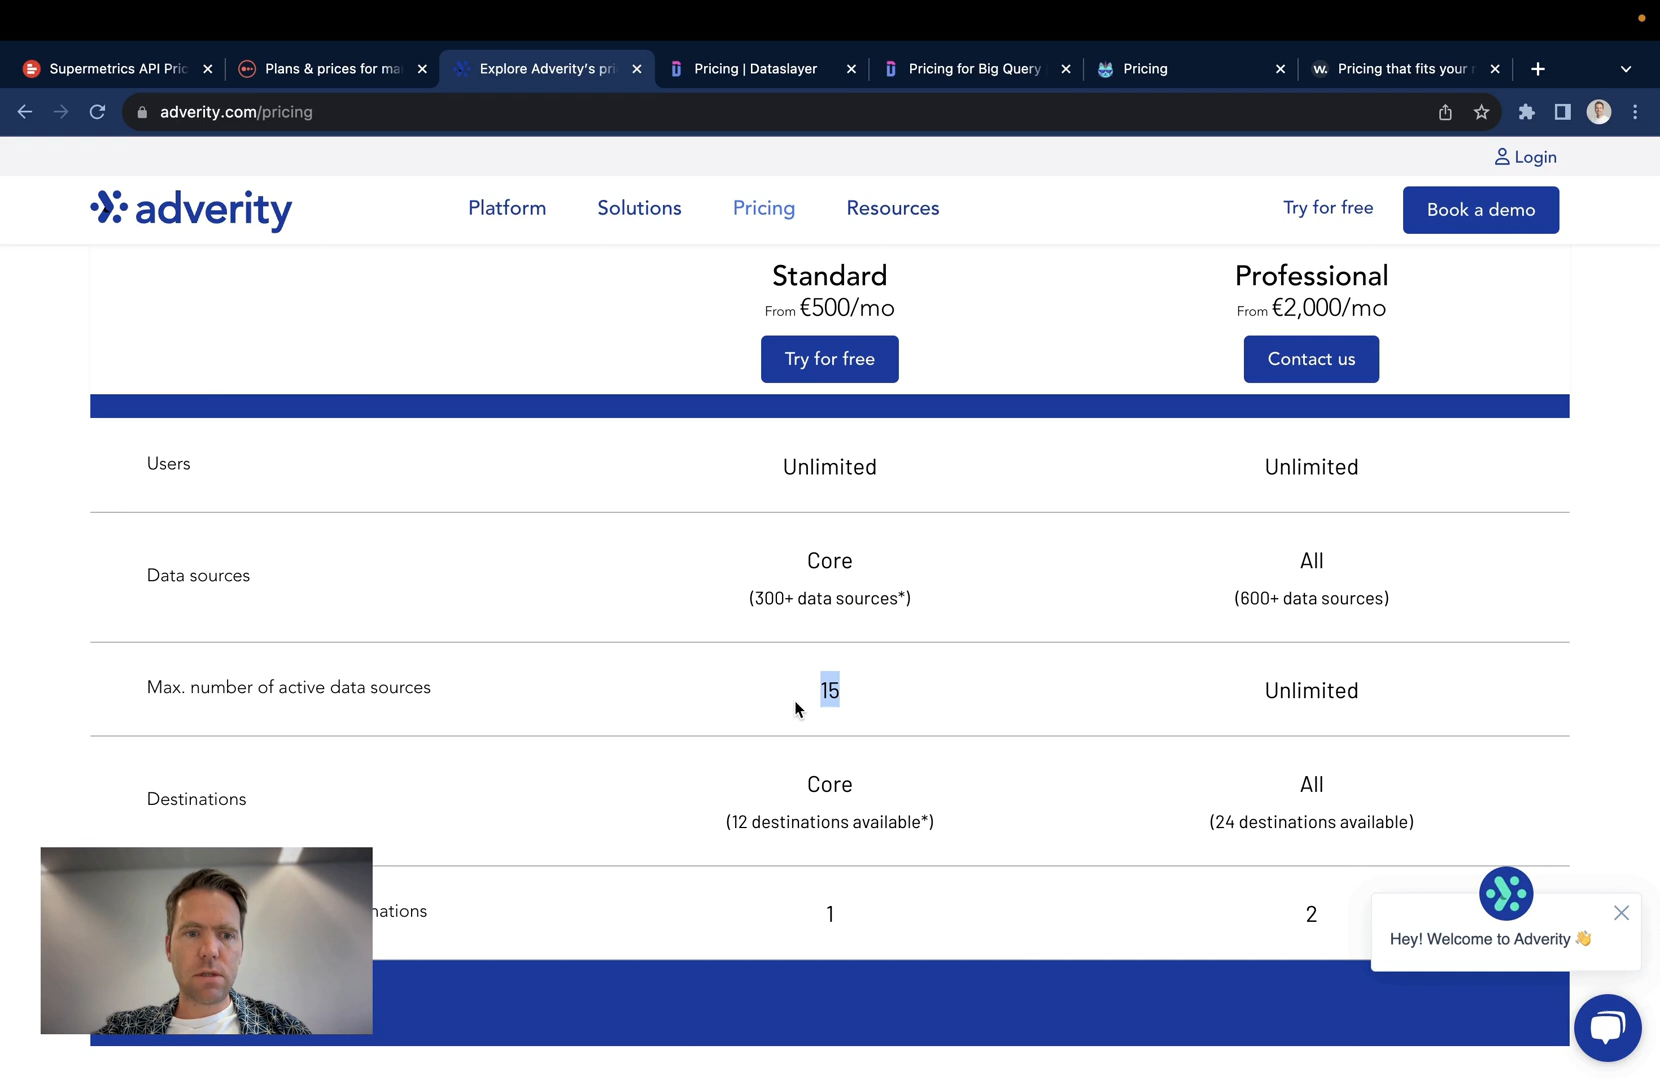 Supermetrics API Pric
Plans & prices for ma
Explore Adverity's pri
Pricing | Dataslayer
Pricing for Big Query
Pricing
w. Pricing that fits your
adverity.com/pricing
Login
adverity
Platform
Solutions
Pricing
Resources
Try for free
Book a demo
Standard
From €500/mo
Try for free
Professional
From €2,000/mo
Contact us
Users
Unlimited
Unlimited
Data sources
Core
(300+ data sources*)
All
(600+ data sources)
Max. number of active data sources
15
Unlimited
Destinations
Core
(12 destinations available*)
All
(24 destinations available)
nations
1
2
Hey! Welcome to Adverity 👋